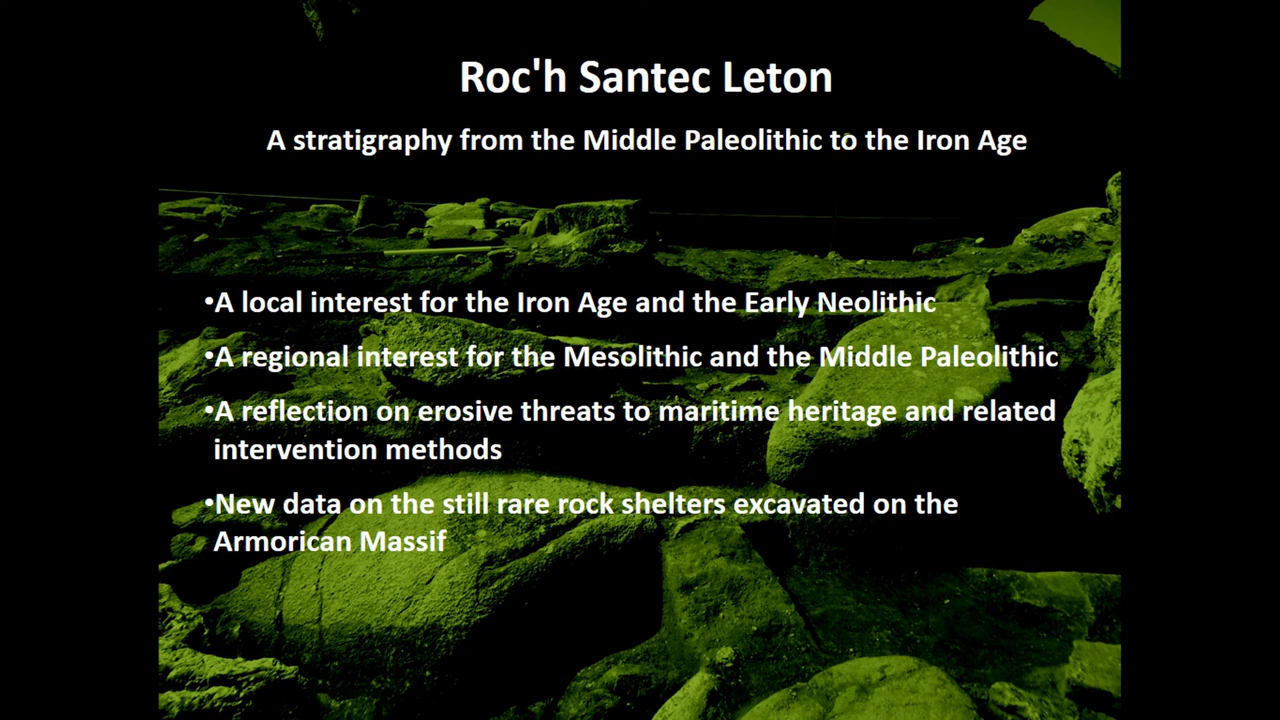 Roc'h Santec Leton
A stratigraphy from the Middle Paleolithic to the Iron Age
•A local interest for the Iron Age and the Early Neolithic
•A regional interest for the Mesolithic and the Middle Paleolithic
•A reflection on erosive threats to maritime heritage and related
intervention methods
•New data on the still rare rock shelters excavated on the
Armorican Massif